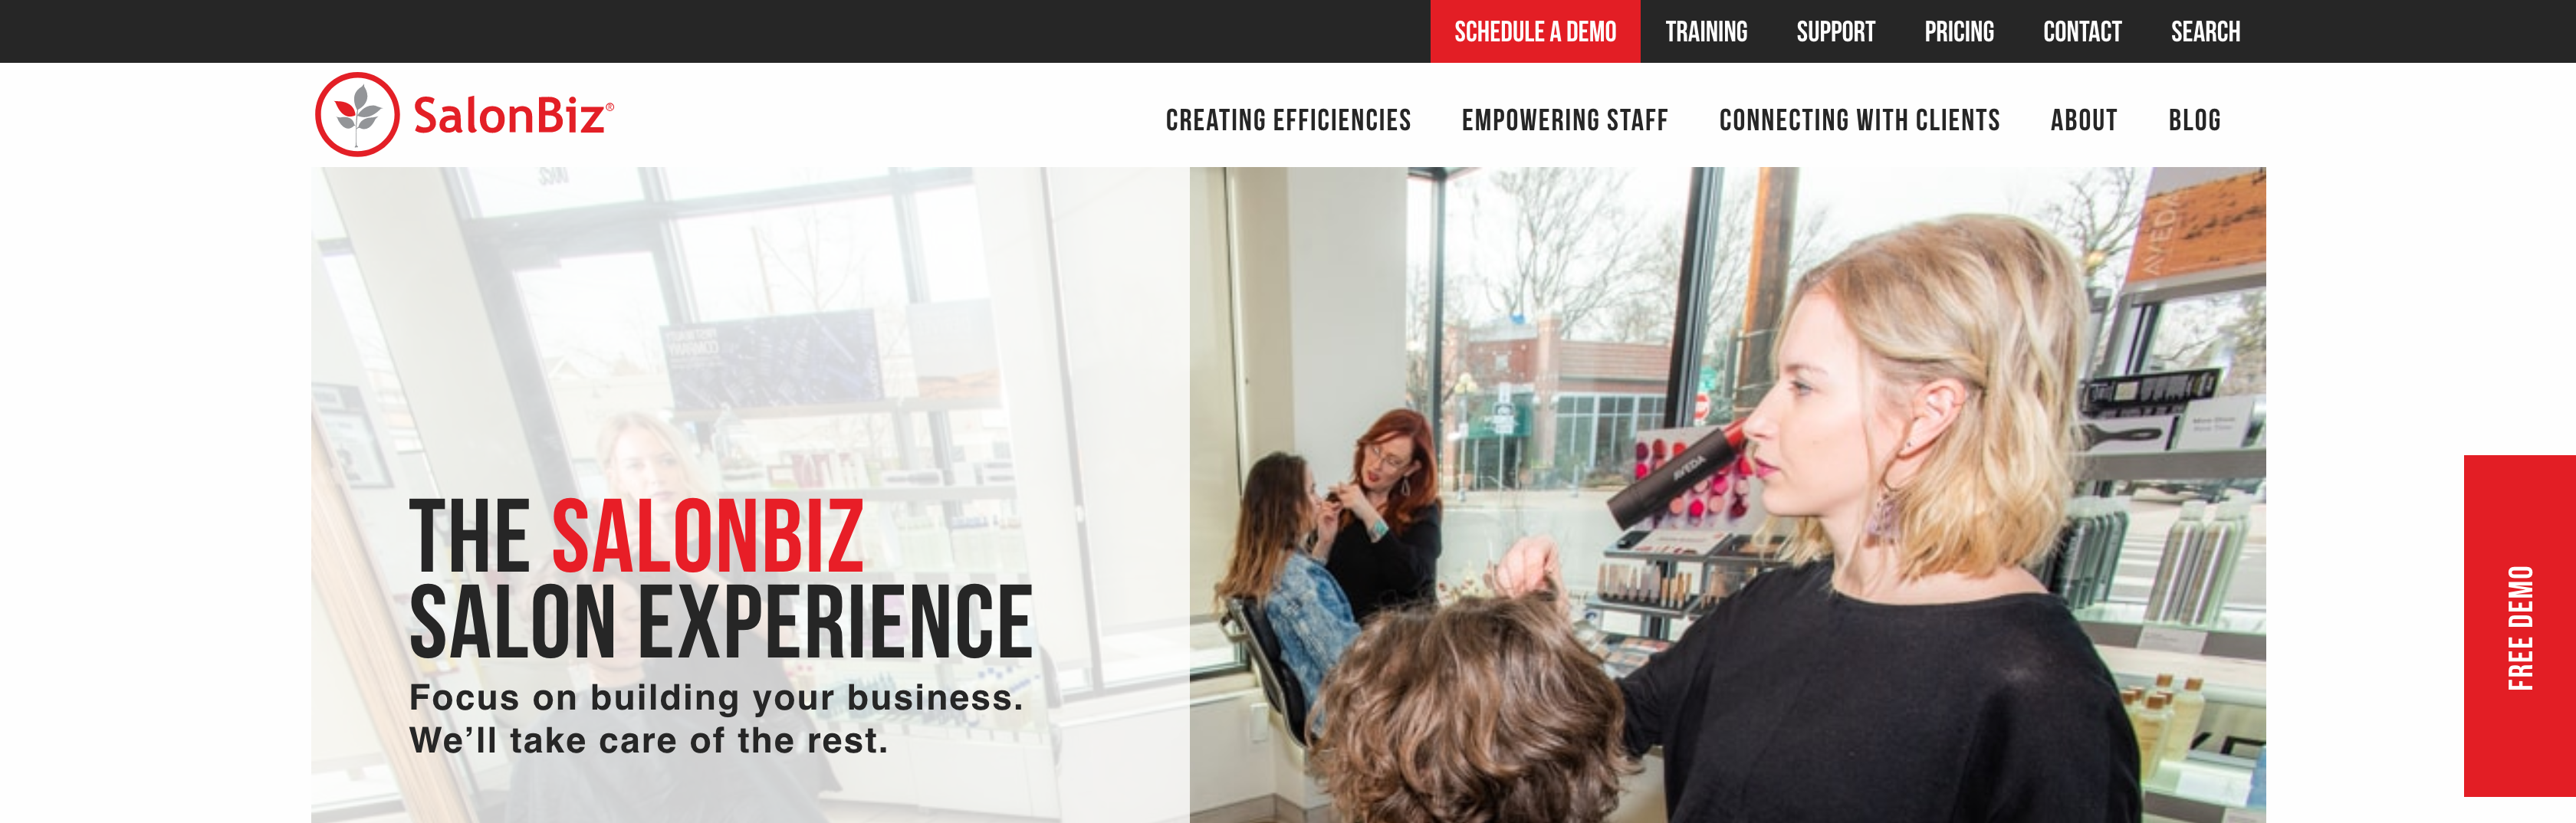 SCHEDULE A DEMO TRAINING SUPPORT PRICING CONTACT SEARCH
SalonBiz®
CREATING EFFICIENCIES EMPOWERING STAFF CONNECTING WITH CLIENTS ABOUT BLOG
THE SALONBIZ
SALON EXPERIENCE
Focus on building your business.
We’ll take care of the rest.
AVEDA
AVEDA
FREE DEMO